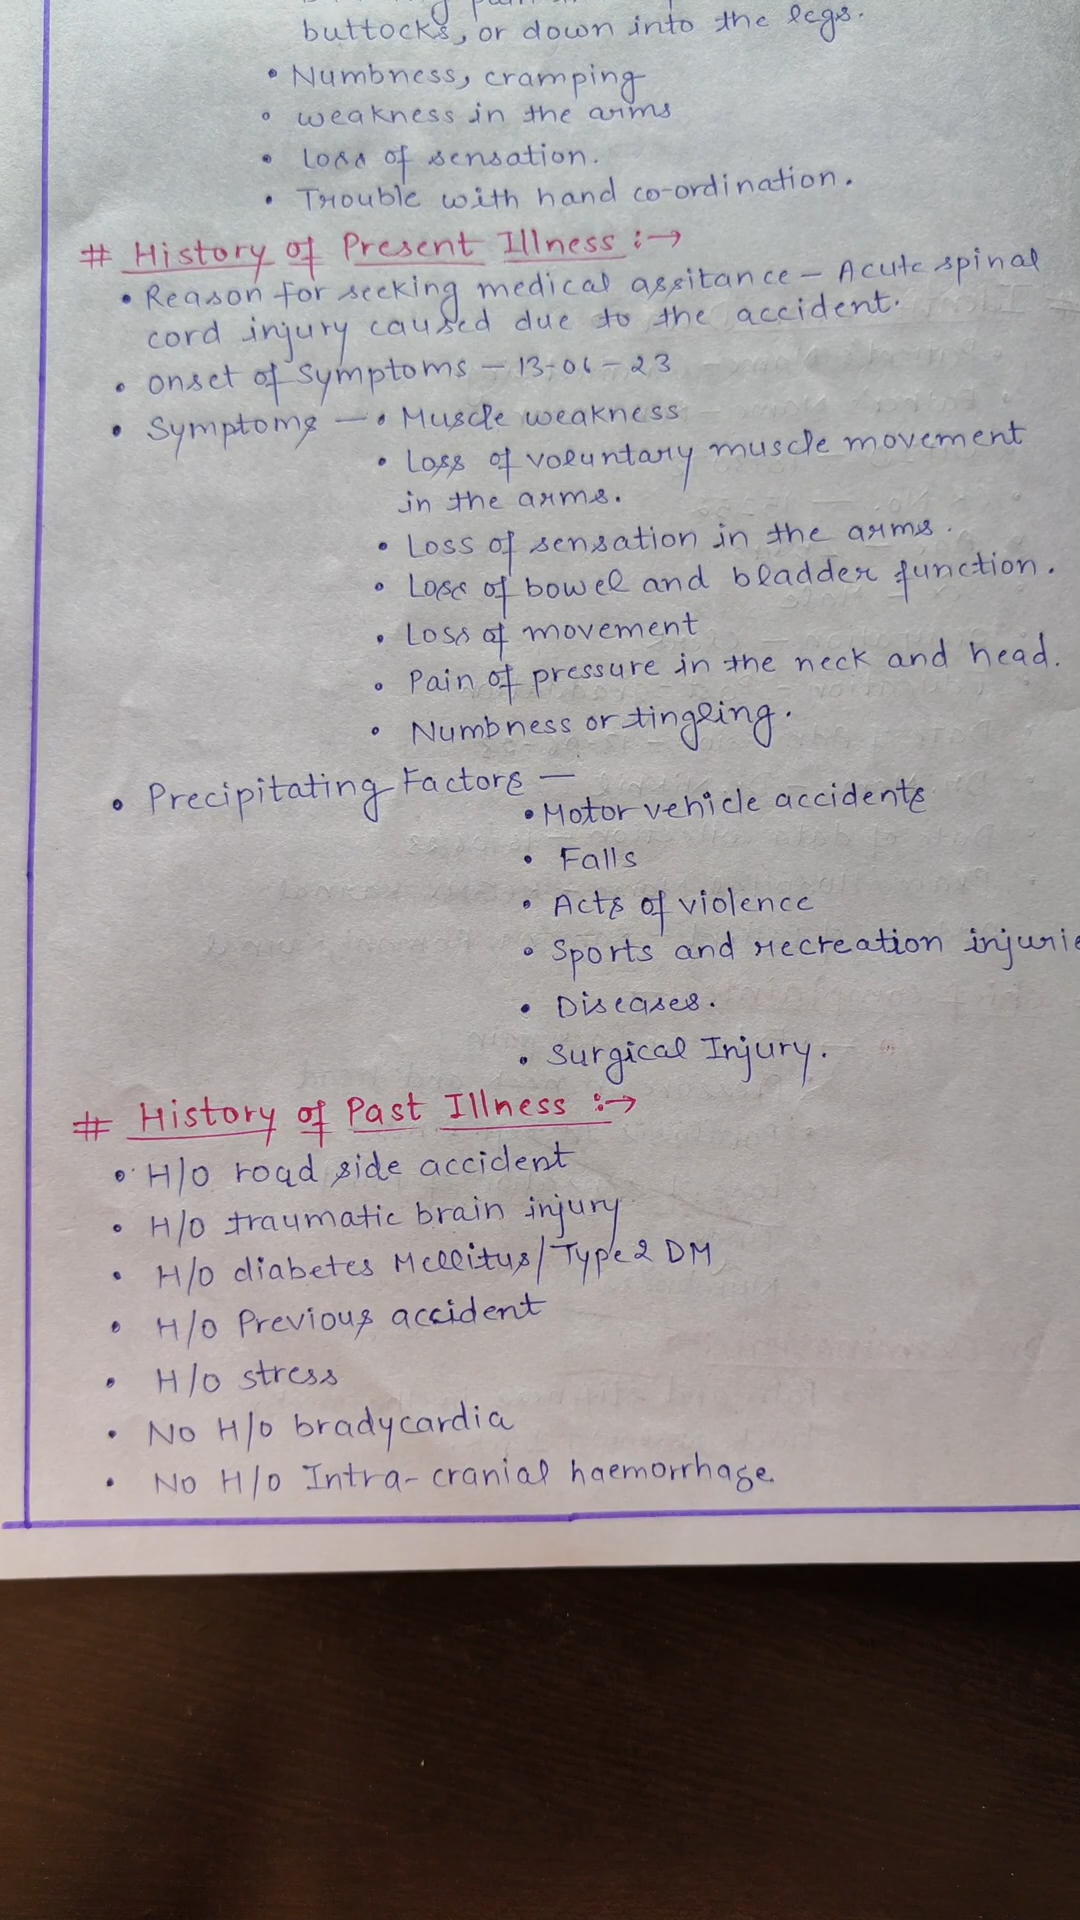 buttocks, or down into the legs.
• Numbness, cramping
• weakness in the arms
• Loss of sensation.
• Trouble with hand co-ordination.
# History of Present Illness :→
• Reason for seeking medical assitance – Acute spinal
cord injury caused due to the accident.
• onset of Symptoms – 13-06-23
• Symptoms – • Muscle weakness
• Loss of voluntary muscle movement
in the arms.
• Loss of sensation in the arms.
• Loss of bowel and bladder function.
• Loss of movement
• Pain of pressure in the neck and head.
• Numbness or tingling.
• Precipitating Factors –
• Motor vehicle accidents
• Falls
• Acts of violence
• Sports and recreation injurie
• Diseases.
• Surgical Injury.
# History of Past Illness :→
• H/O road side accident
• H/O traumatic brain injury
• H/O diabetes Mellitus/Type 2 DM
• H/O Previous accident
• H/O stress
• No H/O bradycardia
• No H/O Intra-cranial haemorrhage